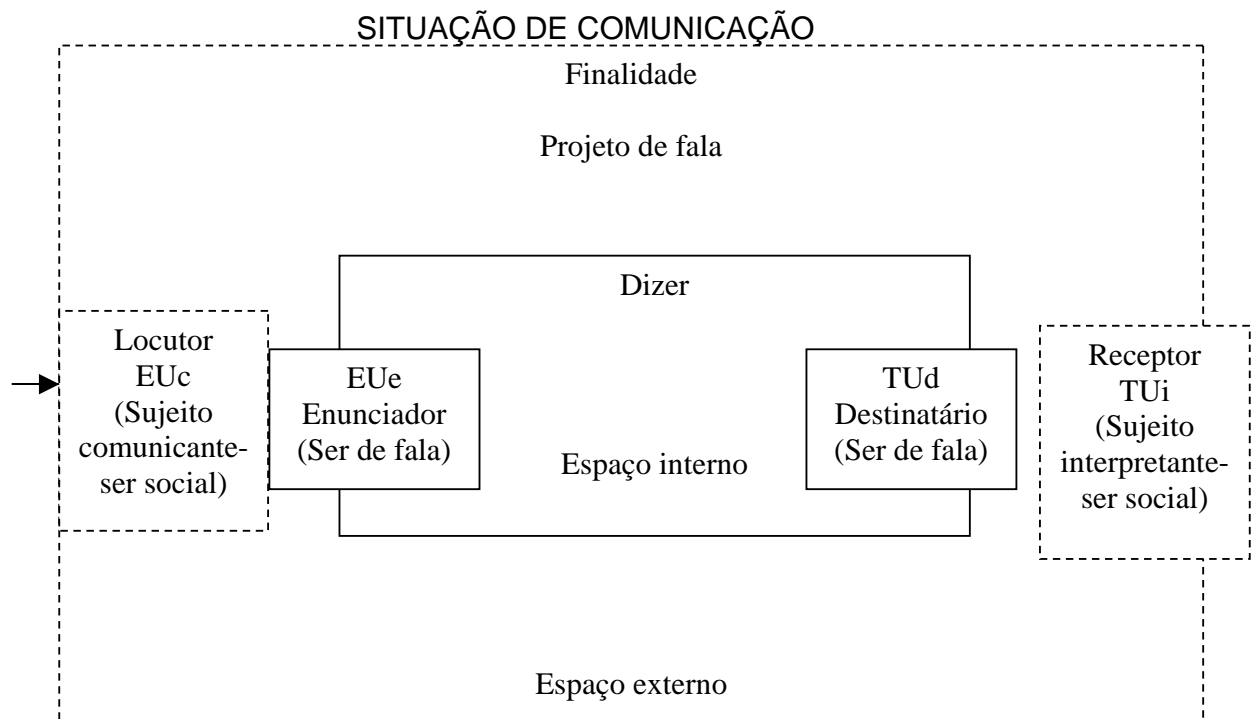 SITUAÇÃO DE COMUNICAÇÃO
Finalidade
Projeto de fala
Dizer
Locutor
EUc
(Sujeito
comunicante-
ser social)
EUe
Enunciador
(Ser de fala)
Espaço interno
TUd
Destinatário
(Ser de fala)
Receptor
TUi
(Sujeito
interpretante-
ser social)
Espaço externo